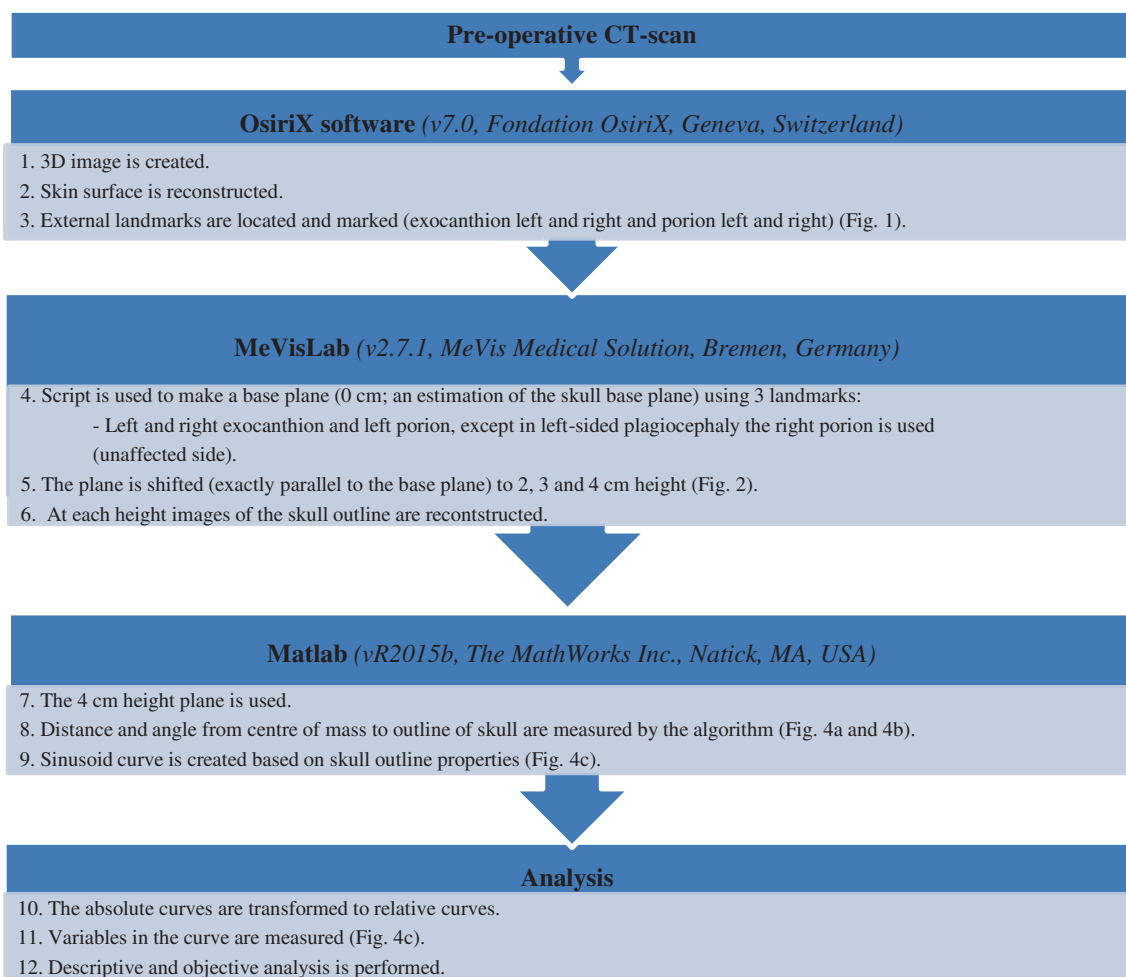 Pre-operative CT-scan
OsiriX software (v7.0, Fondation OsiriX, Geneva, Switzerland)
1. 3D image is created.
2. Skin surface is reconstructed.
3. External landmarks are located and marked (exocanthion left and right and porion left and right) (Fig. 1).
MeVisLab (v2.7.1, MeVis Medical Solution, Bremen, Germany)
4. Script is used to make a base plane (0 cm; an estimation of the skull base plane) using 3 landmarks:
- Left and right exocanthion and left porion, except in left-sided plagiocephaly the right porion is used
(unaffected side).
5. The plane is shifted (exactly parallel to the base plane) to 2, 3 and 4 cm height (Fig. 2).
6. At each height images of the skull outline are recontstructed.
Matlab (vR2015b, The MathWorks Inc., Natick, MA, USA)
7. The 4 cm height plane is used.
8. Distance and angle from centre of mass to outline of skull are measured by the algorithm (Fig. 4a and 4b).
9. Sinusoid curve is created based on skull outline properties (Fig. 4c).
Analysis
10. The absolute curves are transformed to relative curves.
11. Variables in the curve are measured (Fig. 4c).
12. Descriptive and objective analysis is performed.